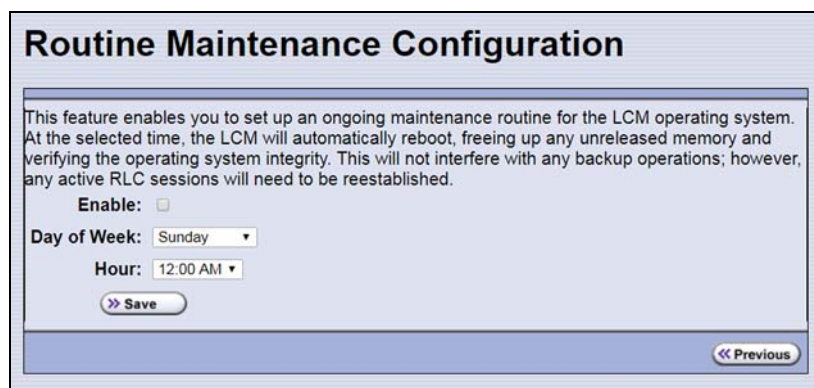 Routine Maintenance Configuration
This feature enables you to set up an ongoing maintenance routine for the LCM operating system.
At the selected time, the LCM will automatically reboot, freeing up any unreleased memory and
verifying the operating system integrity. This will not interfere with any backup operations; however,
any active RLC sessions will need to be reestablished.
Enable:
Day of Week: Sunday
Hour: 12:00 AM
Save
Previous